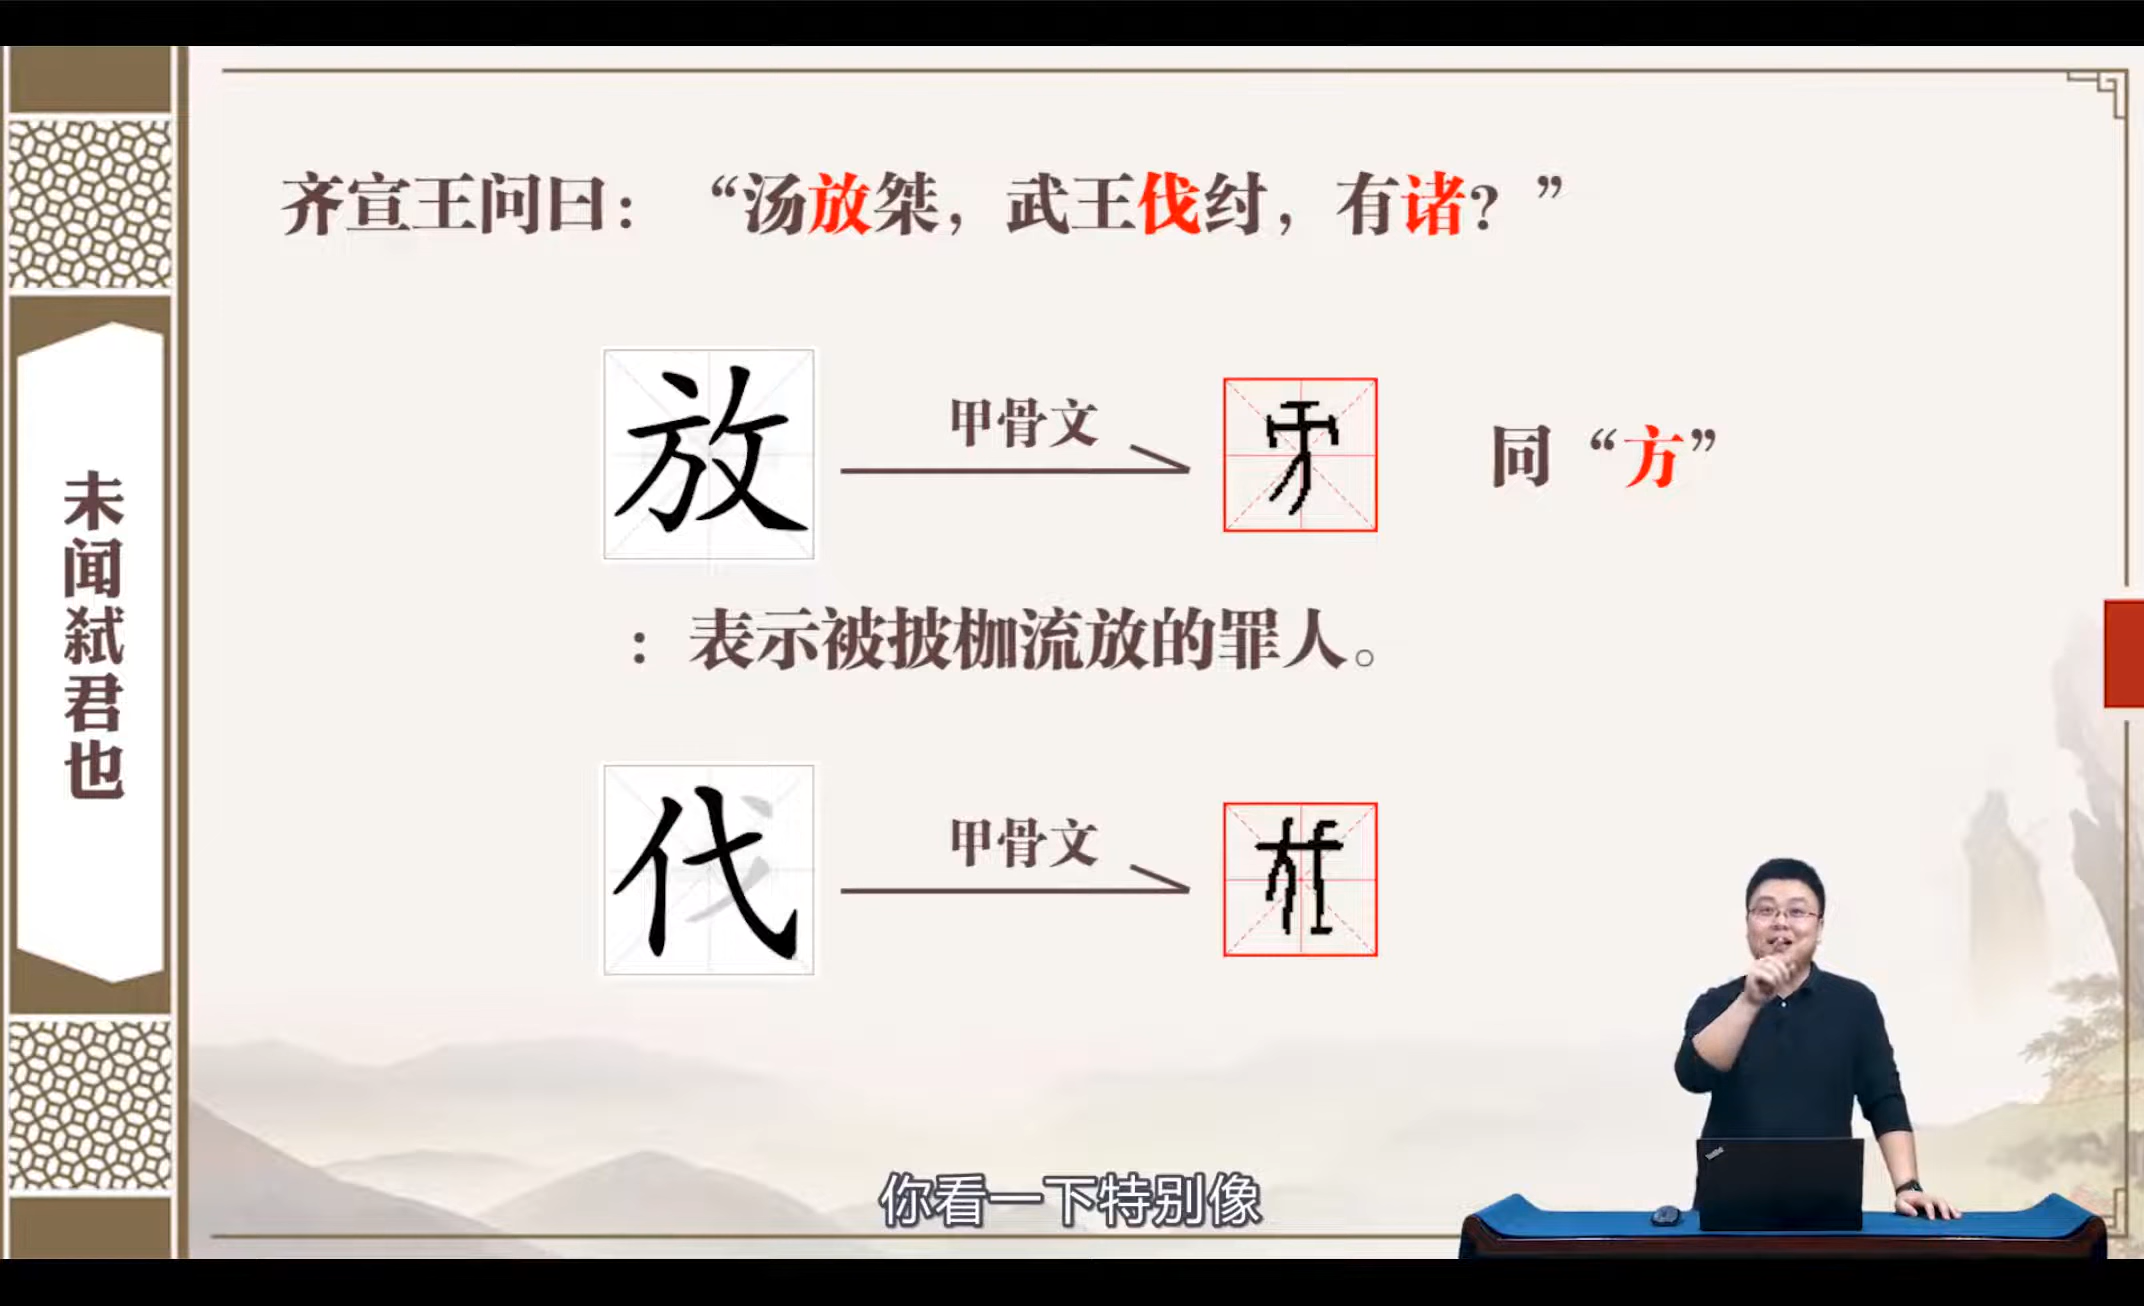 齐宣王问曰：“汤放桀，武王伐纣，有诸？”
放
甲骨文
同“方”
：表示被披枷流放的罪人。
伐
甲骨文
未闻弑君也
你看一下特别像
ThinkPad